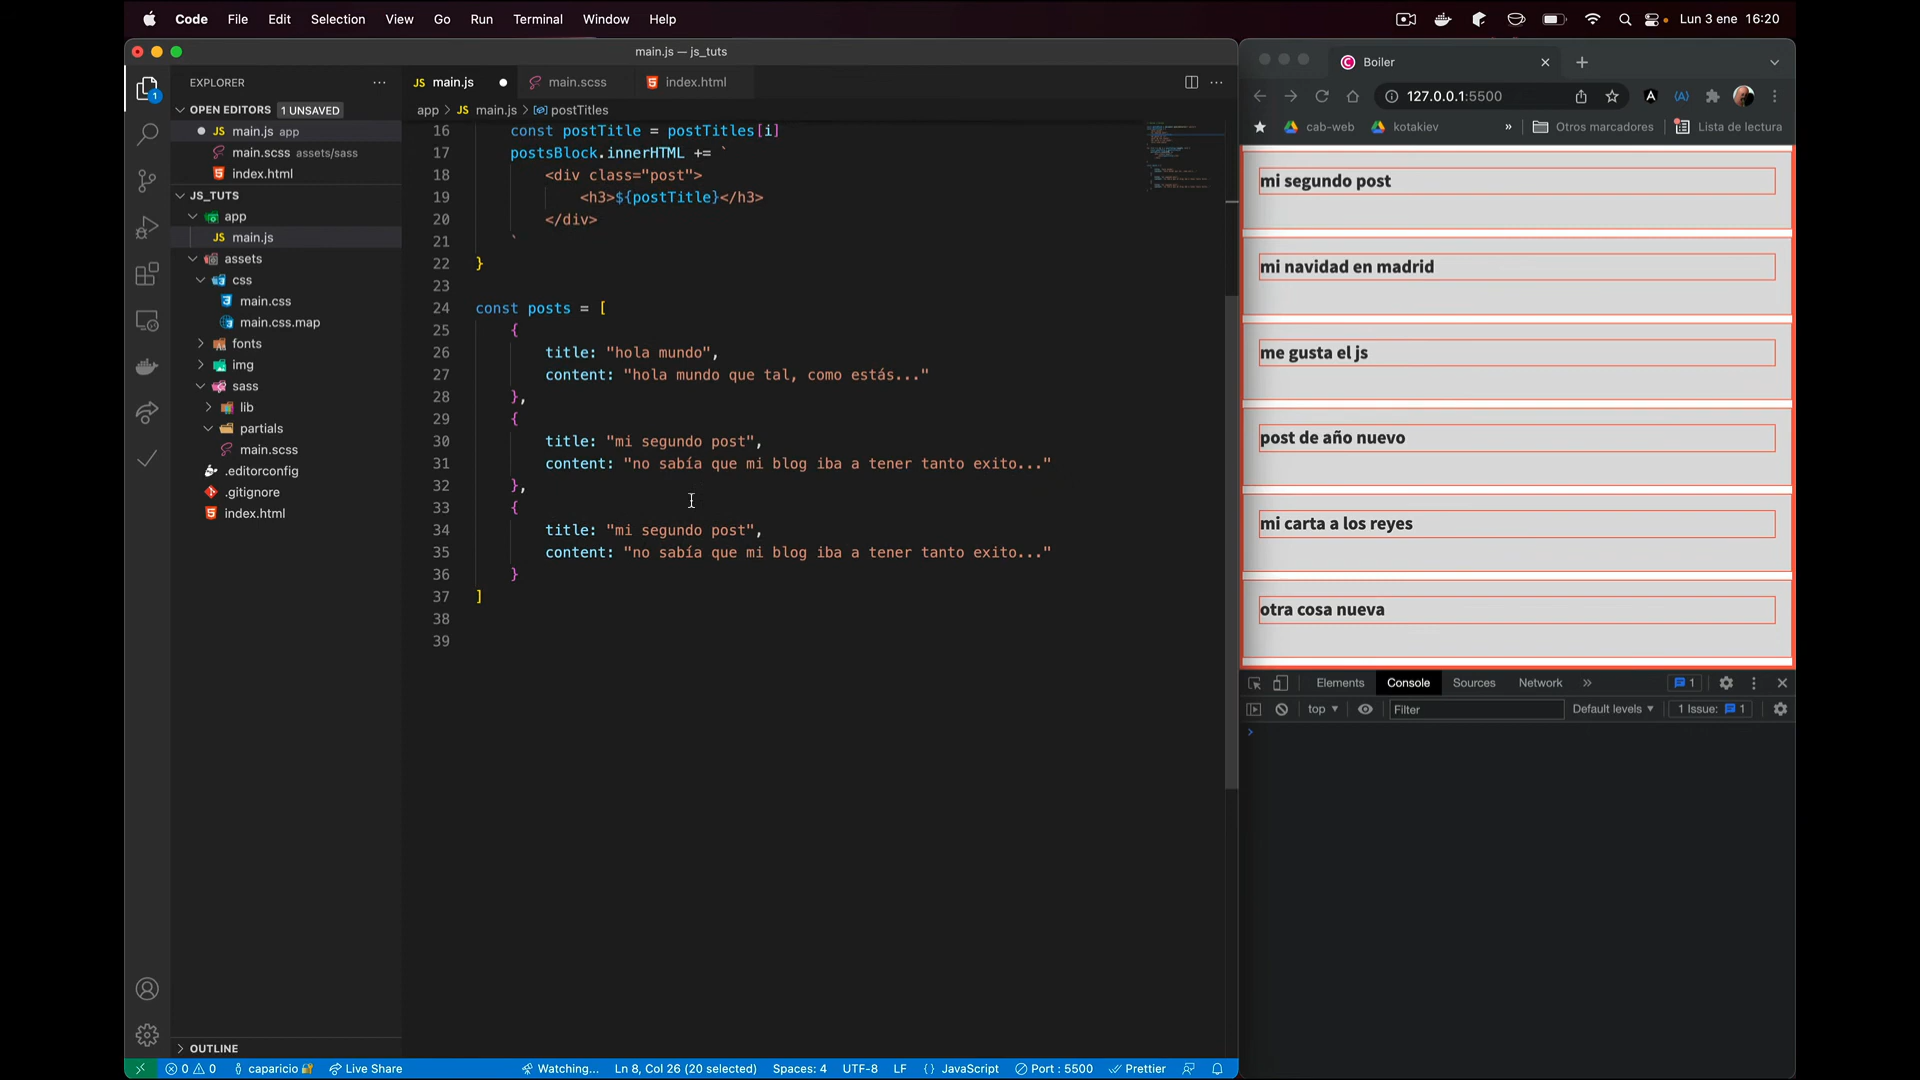 Code File Edit Selection View Go Run Terminal Window Help
Lun 3 ene 16:20
main.js — js_tuts
EXPLORER
OPEN EDITORS 1 UNSAVED
main.js app
main.scss assets/sass
index.html
JS_TUTS
app
main.js
assets
css
main.css
main.css.map
fonts
img
sass
lib
partials
main.scss
.editorconfig
.gitignore
index.html
OUTLINE
1
JS main.js
main.scss
index.html
app > JS main.js > postTitles
16 const postTitle = postTitles[i]
17 postsBlock.innerHTML += `
18 <div class="post">
19 <h3>${postTitle}</h3>
20 </div>
21 `
22 }
23
24 const posts = [
25 {
26 title: "hola mundo",
27 content: "hola mundo que tal, como estás..."
28 },
29 {
30 title: "mi segundo post",
31 content: "no sabía que mi blog iba a tener tanto exito..."
32 },
33 {
34 title: "mi segundo post",
35 content: "no sabía que mi blog iba a tener tanto exito..."
36 }
37 ]
38
39
0 0 caparicio Live Share Watching... Ln 8, Col 26 (20 selected) Spaces: 4 UTF-8 LF {} JavaScript Port : 5500 Prettier
Boiler
127.0.0.1:5500
cab-web kotakiev » Otros marcadores Lista de lectura
mi segundo post
mi navidad en madrid
me gusta el js
post de año nuevo
mi carta a los reyes
otra cosa nueva
Elements Console Sources Network » 1
top Filter Default levels 1 Issue: 1